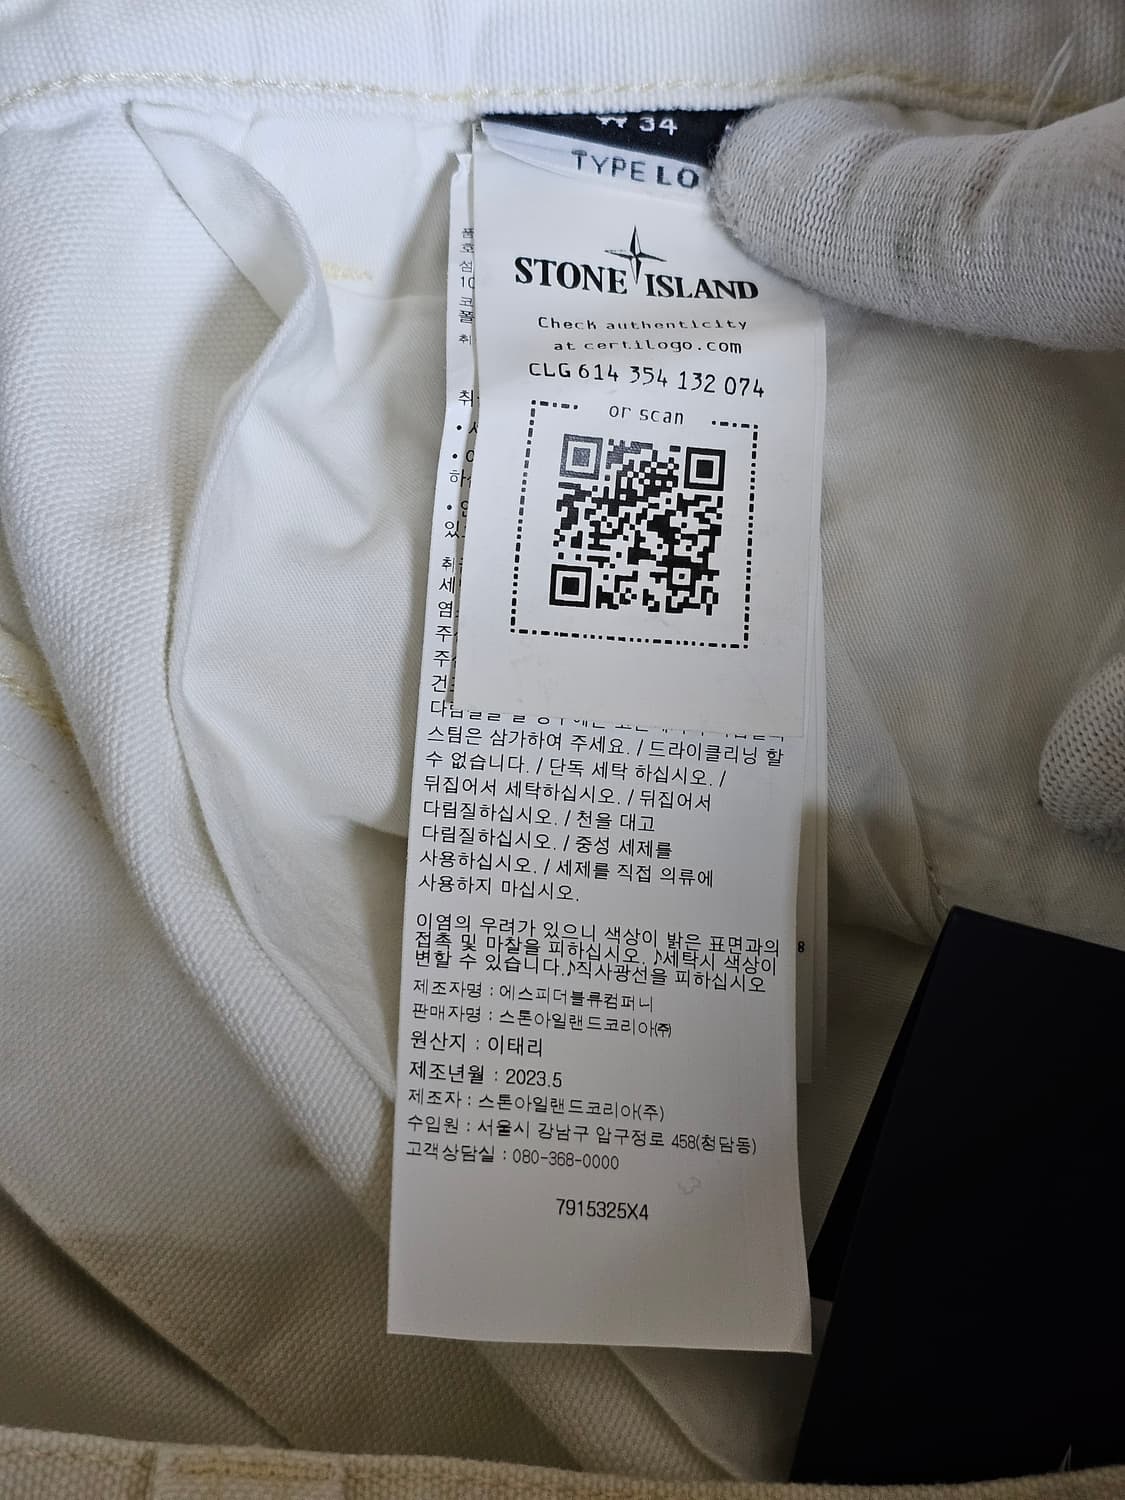 W 34
TYPE LO
STONE ISLAND
Check authenticity
at certilogo.com
CLG 614 354 132 074
or scan
스팀은 삼가하여 주세요. / 드라이클리닝 할
수 없습니다. / 단독 세탁 하십시오. /
뒤집어서 세탁하십시오. / 뒤집어서
다림질하십시오. / 천을 대고
다림질하십시오. / 중성 세제를
사용하십시오. / 세제를 직접 의류에
사용하지 마십시오.
이염의 우려가 있으니 색상이 밝은 표면과의
접촉 및 마찰을 피하십시오. ♪세탁시 색상이
변할 수 있습니다.♪직사광선을 피하십시오
제조자명 : 에스피더블류컴퍼니
판매자명 : 스톤아일랜드코리아㈜
원산지 : 이태리
제조년월 : 2023.5
제조자 : 스톤아일랜드코리아(주)
수입원 : 서울시 강남구 압구정로 458(청담동)
고객상담실 : 080-368-0000
7915325X4
8